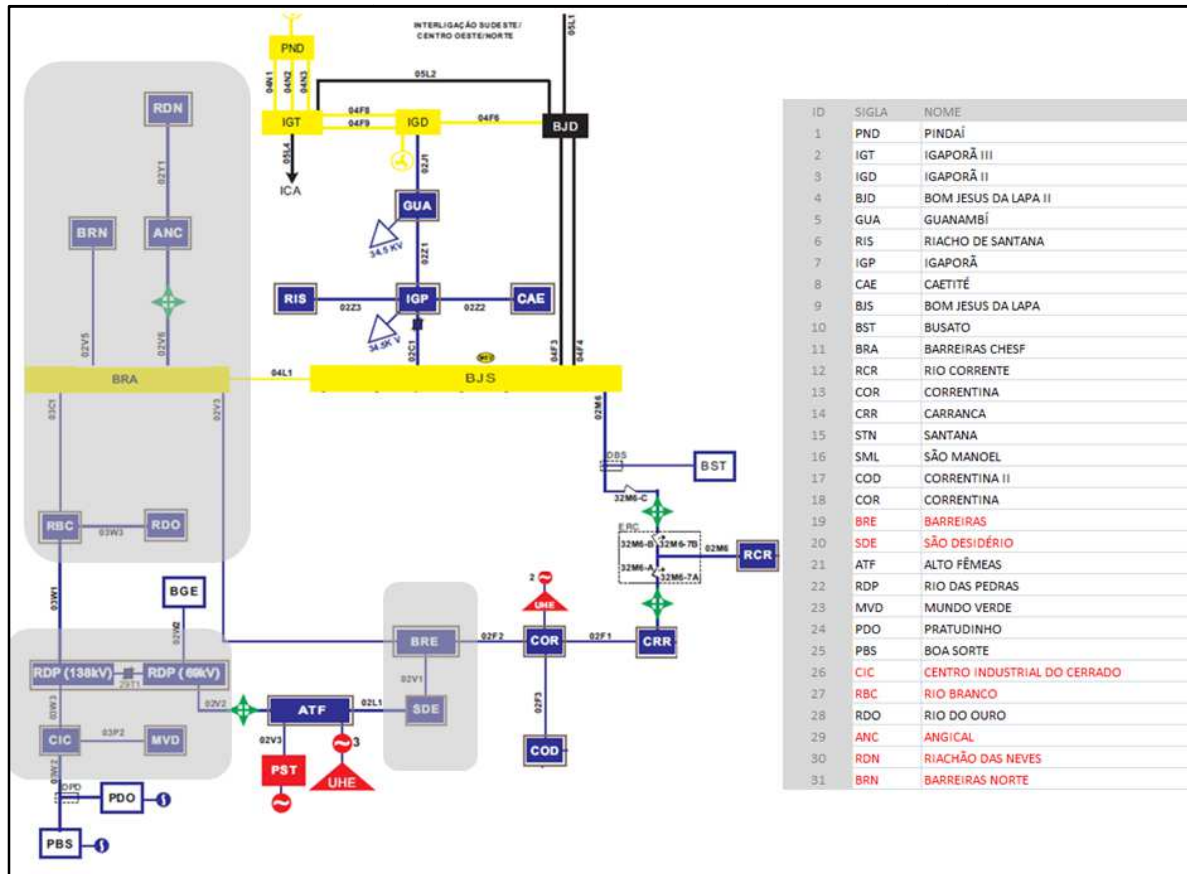 INTERLIGAÇÃO SUDESTE/
CENTRO OESTE/NORTE
05L1
PND
04N1
04N2
04N3
05L2
RDN
IGT
04F8
04F9
IGD
04F6
BJD
02Y1
05L4
ICA
02J1
GUA
34.5 KV
BRN
ANC
02Z1
RIS
02Z3
IGP
02Z2
CAE
34.5K V
02V5
02V6
02C1
04F3
04F4
BRA
04L1
BJS
03C1
02V3
02M6
DBS
BST
32M6-C
RBC
03W3
RDO
ERC
32M6-B
32M6-7B
02M6
RCR
32M6-A
32M6-7A
03W1
BGE
2
UHE
02W2
BRE
02F2
COR
02F1
CRR
RDP (138kV)
29T1
RDP (69kV)
02V1
02V2
ATF
02L1
SDE
02F3
03W3
CIC
03P2
MVD
02V3
3
COD
PST
UHE
03W2
DPD
PDO
PBS
ID SIGLA NOME
1 PND PINDAÍ
2 IGT IGAPORÃ III
3 IGD IGAPORÃ II
4 BJD BOM JESUS DA LAPA II
5 GUA GUANAMBÍ
6 RIS RIACHO DE SANTANA
7 IGP IGAPORÃ
8 CAE CAETITÉ
9 BJS BOM JESUS DA LAPA
10 BST BUSATO
11 BRA BARREIRAS CHESF
12 RCR RIO CORRENTE
13 COR CORRENTINA
14 CRR CARRANCA
15 STN SANTANA
16 SML SÃO MANOEL
17 COD CORRENTINA II
18 COR CORRENTINA
19 BRE BARREIRAS
20 SDE SÃO DESIDÉRIO
21 ATF ALTO FÊMEAS
22 RDP RIO DAS PEDRAS
23 MVD MUNDO VERDE
24 PDO PRATUDINHO
25 PBS BOA SORTE
26 CIC CENTRO INDUSTRIAL DO CERRADO
27 RBC RIO BRANCO
28 RDO RIO DO OURO
29 ANC ANGICAL
30 RDN RIACHÃO DAS NEVES
31 BRN BARREIRAS NORTE